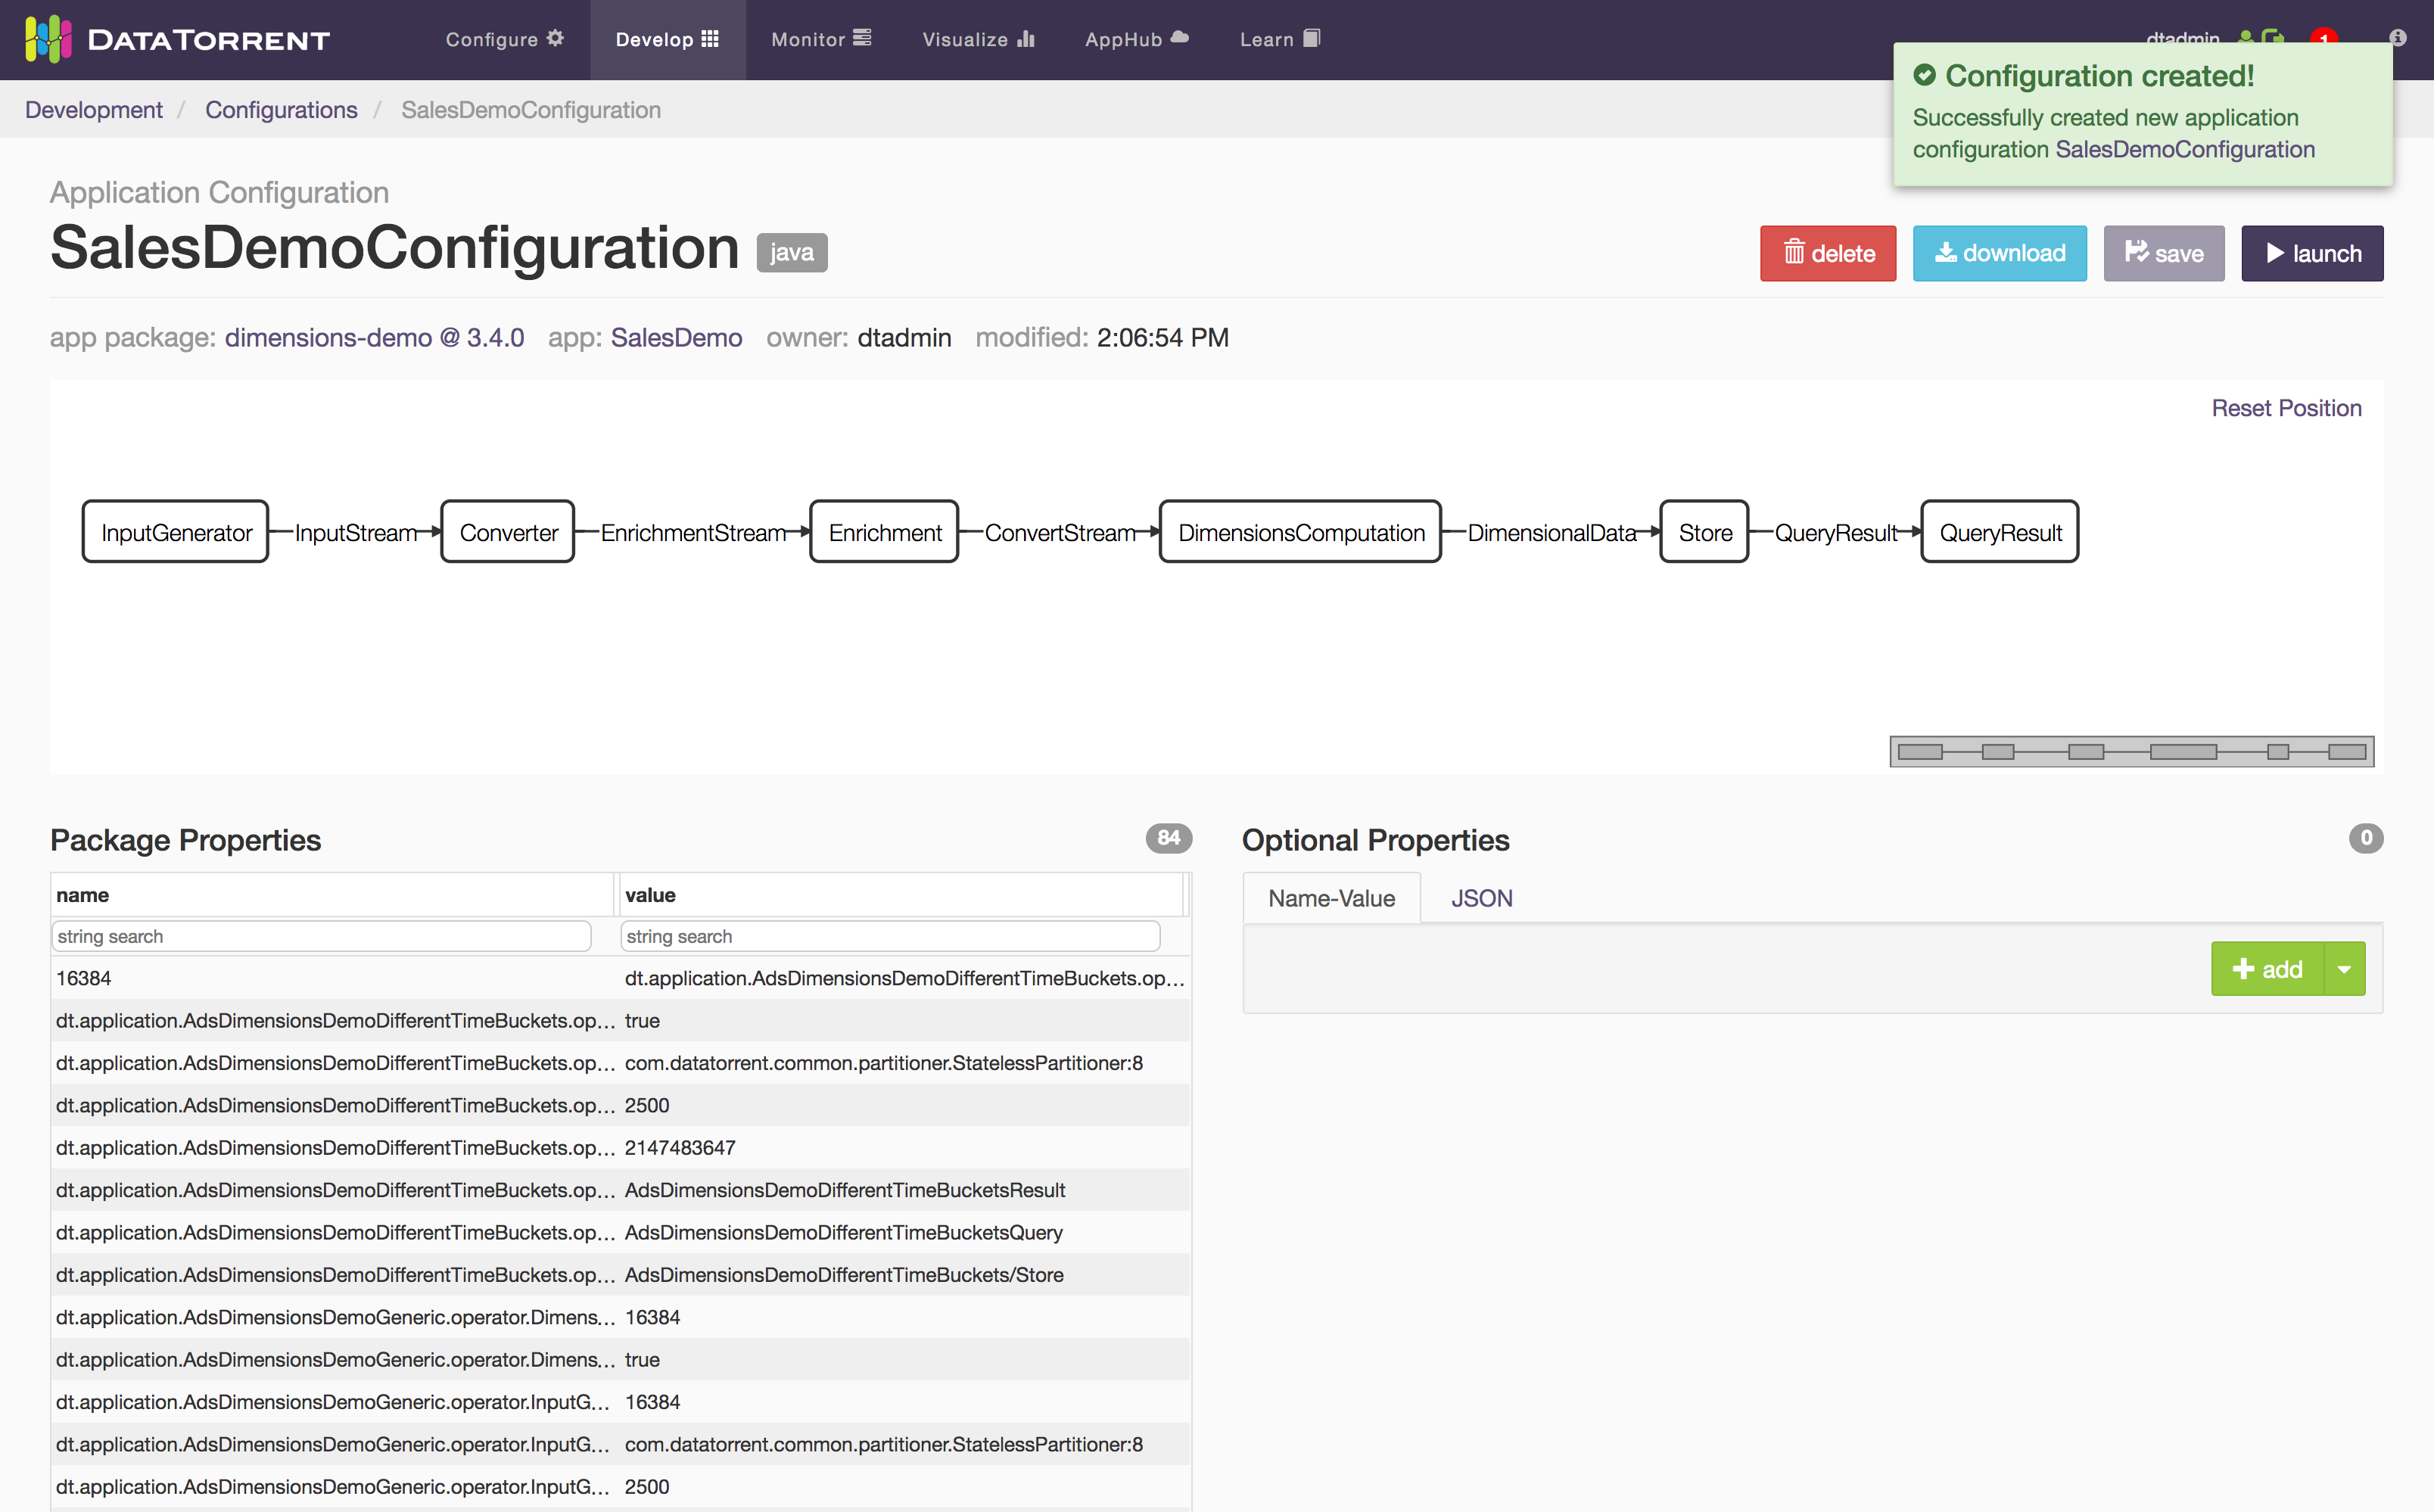 DATATORRENT
Configure
Develop
Monitor
Visualize
AppHub
Learn
dtadmin
1
Configuration created!
Successfully created new application
configuration SalesDemoConfiguration
Development / Configurations / SalesDemoConfiguration
Application Configuration
SalesDemoConfiguration java
delete
download
save
launch
app package: dimensions-demo @ 3.4.0 app: SalesDemo owner: dtadmin modified: 2:06:54 PM
Reset Position
InputGenerator InputStream Converter EnrichmentStream Enrichment ConvertStream DimensionsComputation DimensionalData Store QueryResult QueryResult
Package Properties 84
name value
string search string search
16384 dt.application.AdsDimensionsDemoDifferentTimeBuckets.op...
dt.application.AdsDimensionsDemoDifferentTimeBuckets.op... true
dt.application.AdsDimensionsDemoDifferentTimeBuckets.op... com.datatorrent.common.partitioner.StatelessPartitioner:8
dt.application.AdsDimensionsDemoDifferentTimeBuckets.op... 2500
dt.application.AdsDimensionsDemoDifferentTimeBuckets.op... 2147483647
dt.application.AdsDimensionsDemoDifferentTimeBuckets.op... AdsDimensionsDemoDifferentTimeBucketsResult
dt.application.AdsDimensionsDemoDifferentTimeBuckets.op... AdsDimensionsDemoDifferentTimeBucketsQuery
dt.application.AdsDimensionsDemoDifferentTimeBuckets.op... AdsDimensionsDemoDifferentTimeBuckets/Store
dt.application.AdsDimensionsDemoGeneric.operator.Dimens... 16384
dt.application.AdsDimensionsDemoGeneric.operator.Dimens... true
dt.application.AdsDimensionsDemoGeneric.operator.InputG... 16384
dt.application.AdsDimensionsDemoGeneric.operator.InputG... com.datatorrent.common.partitioner.StatelessPartitioner:8
dt.application.AdsDimensionsDemoGeneric.operator.InputG... 2500
Optional Properties 0
Name-Value JSON
add